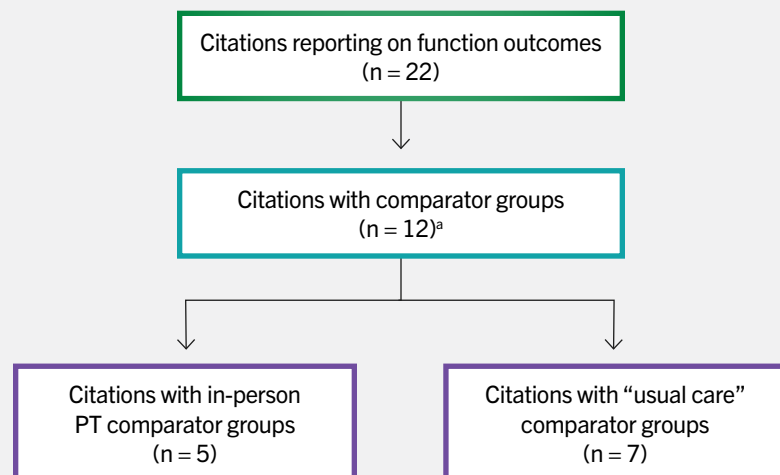 Citations reporting on function outcomes
(n = 22)
Citations with comparator groups
(n = 12)ᵃ
Citations with in-person
PT comparator groups
(n = 5)
Citations with “usual care”
comparator groups
(n = 7)